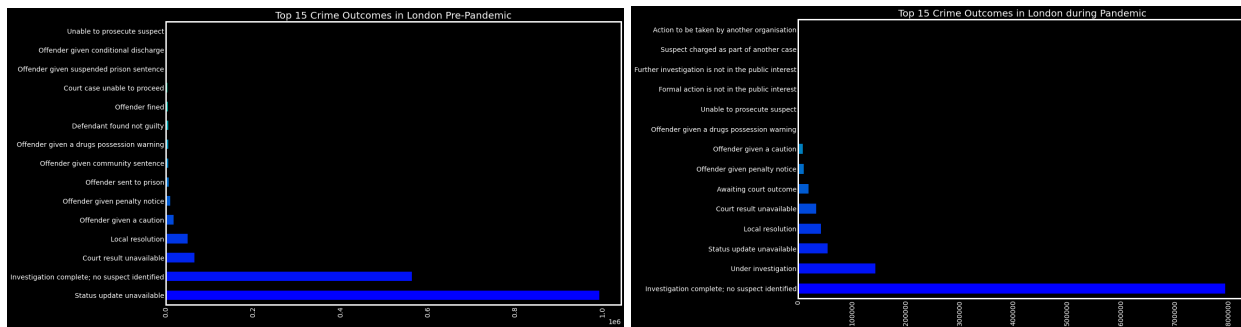 Top 15 Crime Outcomes in London Pre-Pandemic
Unable to prosecute suspect
Offender given conditional discharge
Offender given suspended prison sentence
Court case unable to proceed
Offender fined
Defendant found not guilty
Offender given a drugs possession warning
Offender given community sentence
Offender sent to prison
Offender given penalty notice
Offender given a caution
Local resolution
Court result unavailable
Investigation complete; no suspect identified
Status update unavailable
0.0 0.2 0.4 0.6 0.8 1.0
1e6
Top 15 Crime Outcomes in London during Pandemic
Action to be taken by another organisation
Suspect charged as part of another case
Further investigation is not in the public interest
Formal action is not in the public interest
Unable to prosecute suspect
Offender given a drugs possession warning
Offender given a caution
Offender given penalty notice
Awaiting court outcome
Court result unavailable
Local resolution
Status update unavailable
Under investigation
Investigation complete; no suspect identified
0 100000 200000 300000 400000 500000 600000 700000 800000